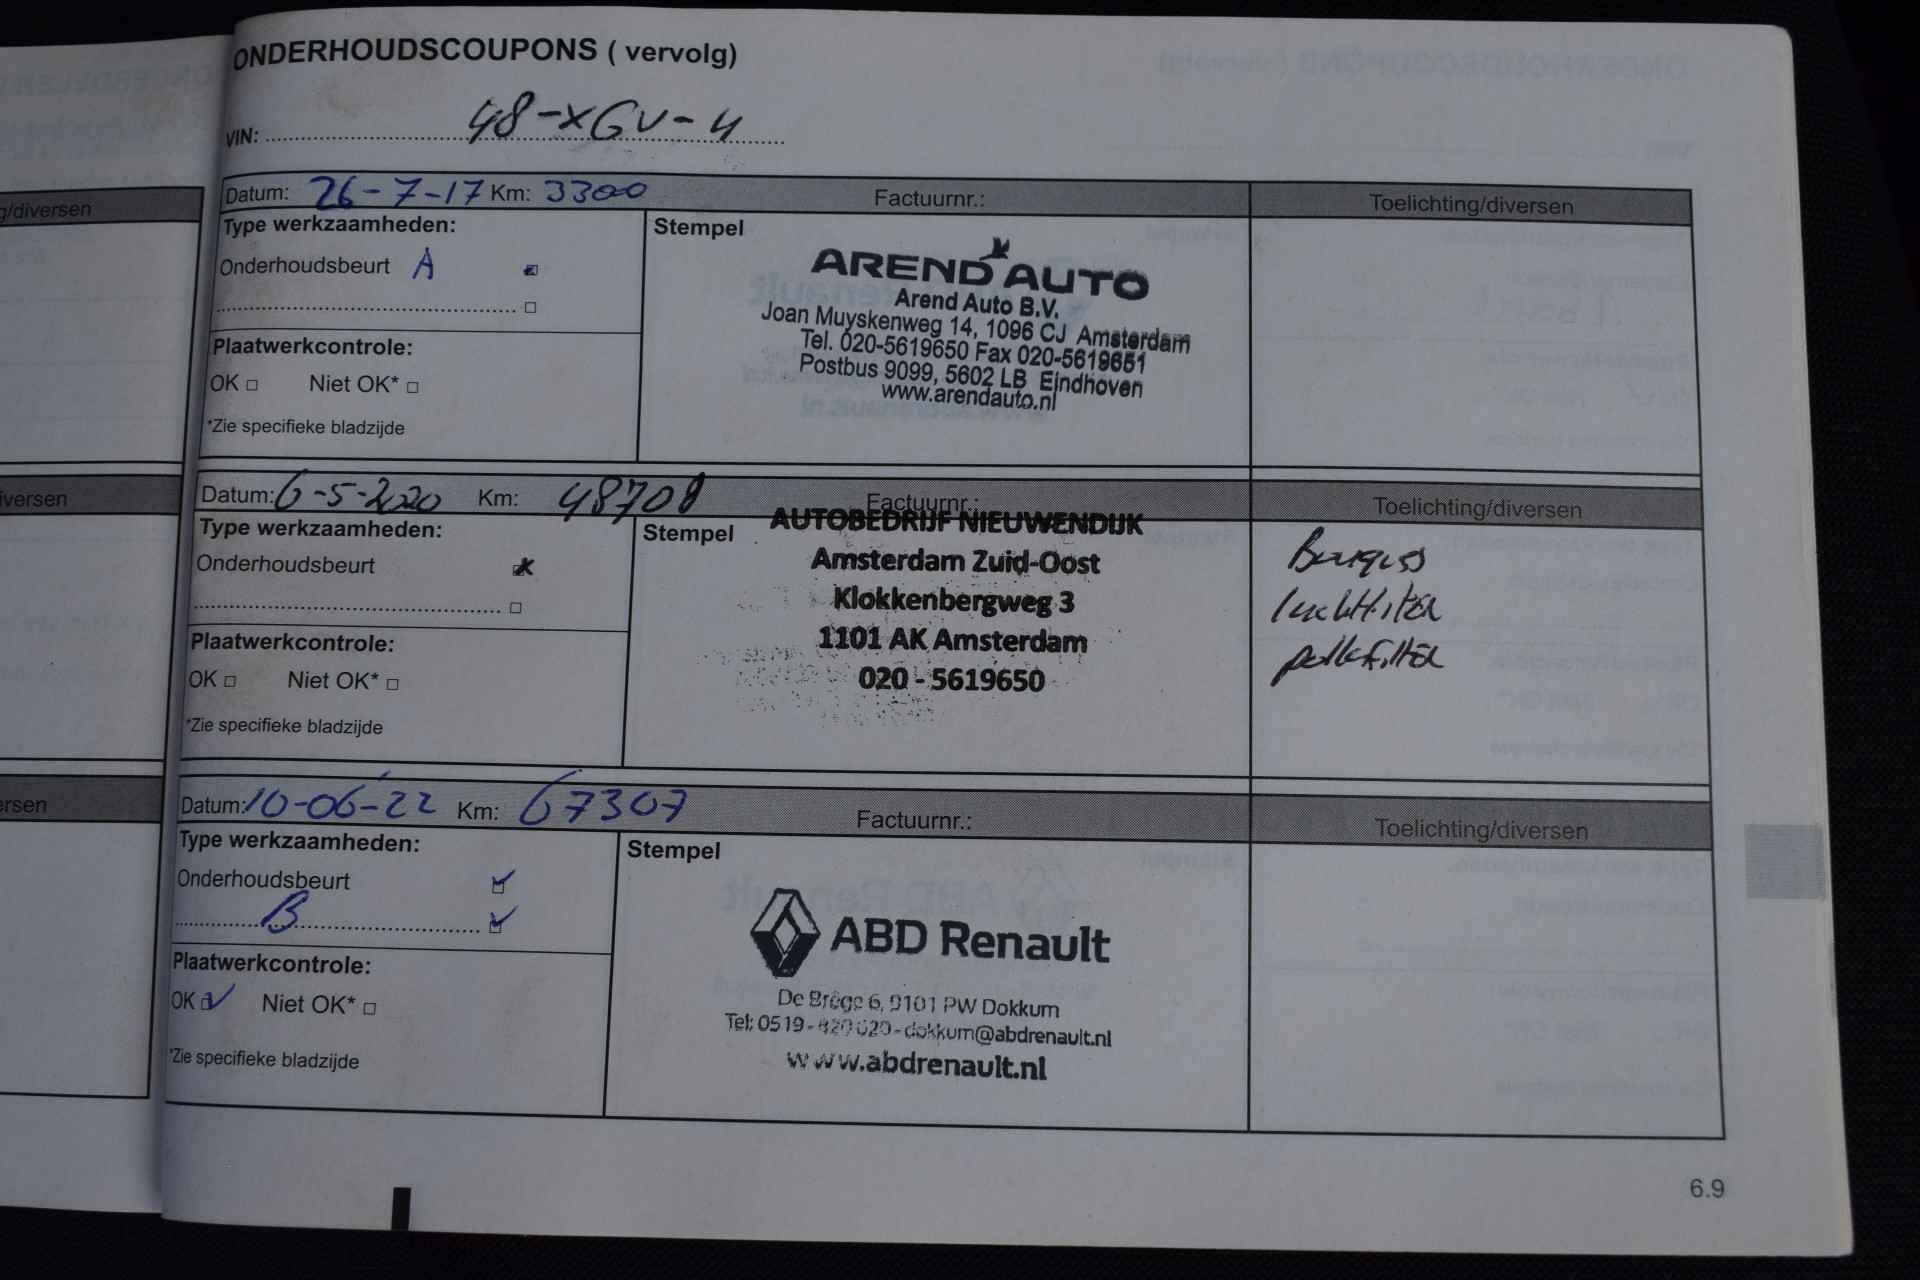 ONDERHOUDSCOUPONS ( vervolg)
VIN: 48-XGV-4
Datum: 26-7-17 Km: 33000 Factuurnr.: Toelichting/diversen
g/diversen
Type werkzaamheden: Stempel
Onderhoudsbeurt A
AREND AUTO
Arend Auto B.V.
Joan Muyskenweg 14, 1096 CJ Amsterdam
Tel. 020-5619650 Fax 020-5619651
Postbus 9099, 5602 LB Eindhoven
www.arendauto.nl
Plaatwerkcontrole:
OK Niet OK*
*Zie specifieke bladzijde
iversen
Datum: 6-5-2020 Km: 48708 Factuurnr.: Toelichting/diversen
Type werkzaamheden: Stempel
Onderhoudsbeurt
AUTOBEDRIJF NIEUWENDIJK
Amsterdam Zuid-Oost
Klokkenbergweg 3
1101 AK Amsterdam
020 - 5619650
luchtfilter
Plaatwerkcontrole:
OK Niet OK*
*Zie specifieke bladzijde
ersen
Datum: 10-06-22 Km: 67307 Factuurnr.: Toelichting/diversen
Type werkzaamheden: Stempel
Onderhoudsbeurt
B
ABD Renault
De Brêge 6, 9101 PW Dokkum
Tel: 0519 - dokkum@abdrenault.nl
www.abdrenault.nl
Plaatwerkcontrole:
OK Niet OK*
*Zie specifieke bladzijde
6.9